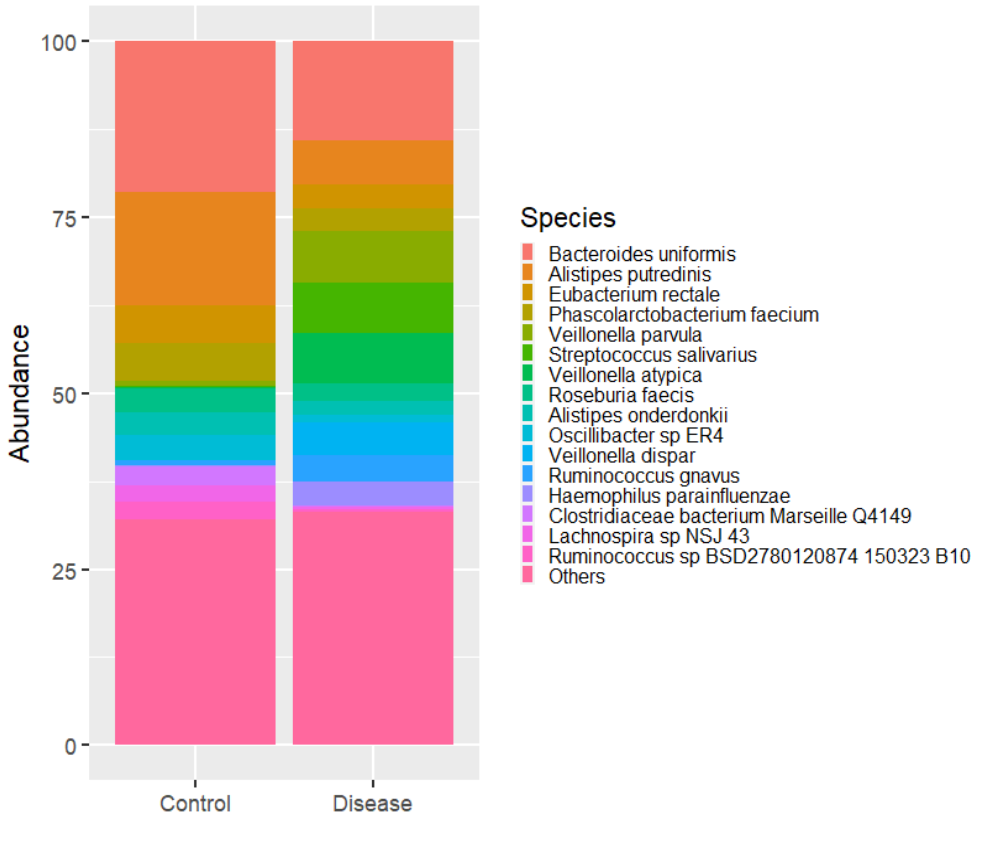 100
75
50
25
0
Abundance
Control
Disease
Species
Bacteroides uniformis
Alistipes putredinis
Eubacterium rectale
Phascolarctobacterium faecium
Veillonella parvula
Streptococcus salivarius
Veillonella atypica
Roseburia faecis
Alistipes onderdonkii
Oscillibacter sp ER4
Veillonella dispar
Ruminococcus gnavus
Haemophilus parainfluenzae
Clostridiaceae bacterium Marseille Q4149
Lachnospira sp NSJ 43
Ruminococcus sp BSD2780120874 150323 B10
Others